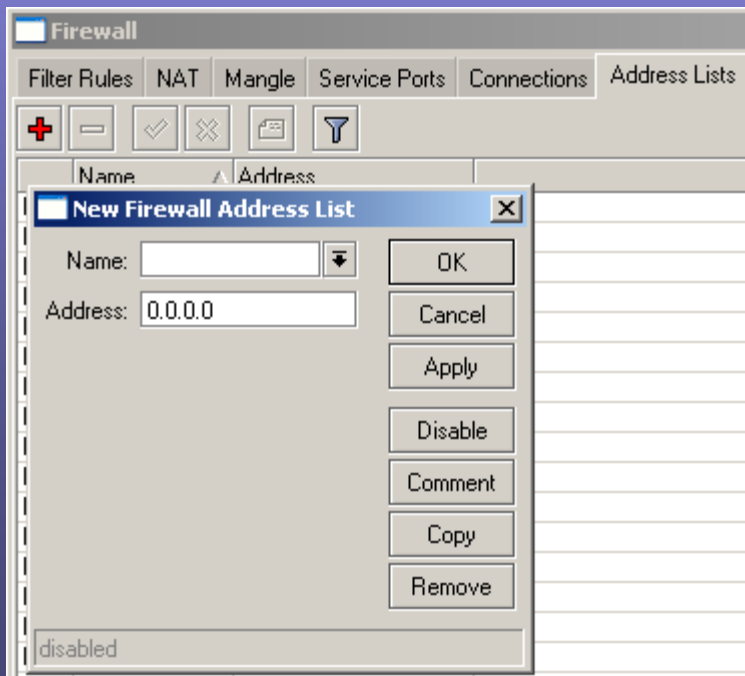 Firewall
Filter Rules NAT Mangle Service Ports Connections Address Lists
Name Address
New Firewall Address List
Name:
OK
Address: 0.0.0.0
Cancel
Apply
Disable
Comment
Copy
Remove
disabled